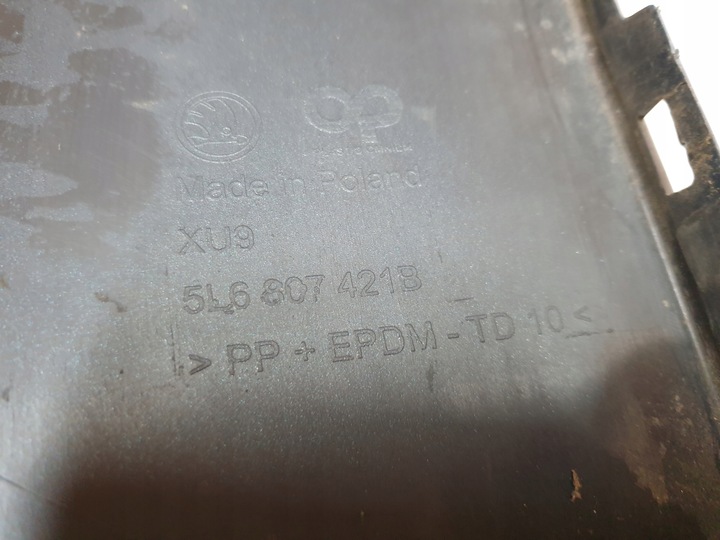 Made in Poland
XU9
5L6 807 421B
> PP + EPDM - TD 10 <